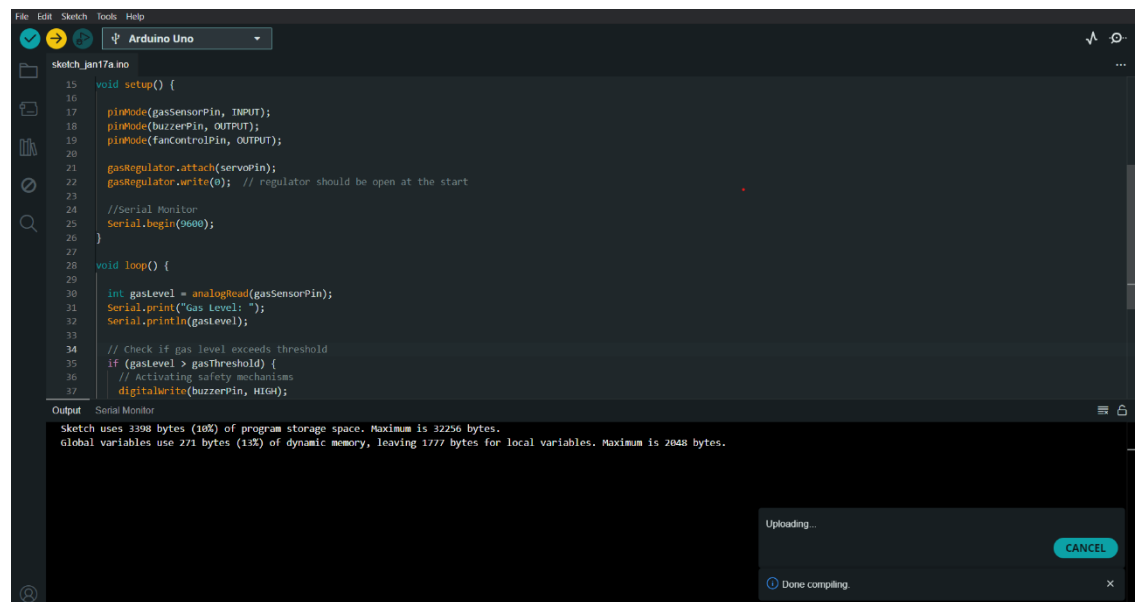 File Edit Sketch Tools Help
Arduino Uno
sketch_jan17a.ino
...
15 void setup() {
16
17 pinMode(gasSensorPin, INPUT);
18 pinMode(buzzerPin, OUTPUT);
19 pinMode(fanControlPin, OUTPUT);
20
21 gasRegulator.attach(servoPin);
22 gasRegulator.write(0); // regulator should be open at the start
23
24 //Serial Monitor
25 Serial.begin(9600);
26 }
27
28 void loop() {
29
30 int gasLevel = analogRead(gasSensorPin);
31 Serial.print("Gas Level: ");
32 Serial.println(gasLevel);
33
34 // Check if gas level exceeds threshold
35 if (gasLevel > gasThreshold) {
36 // Activating safety mechanisms
37 digitalWrite(buzzerPin, HIGH);
Output Serial Monitor
Sketch uses 3398 bytes (10%) of program storage space. Maximum is 32256 bytes.
Global variables use 271 bytes (13%) of dynamic memory, leaving 1777 bytes for local variables. Maximum is 2048 bytes.
Uploading...
CANCEL
Done compiling.